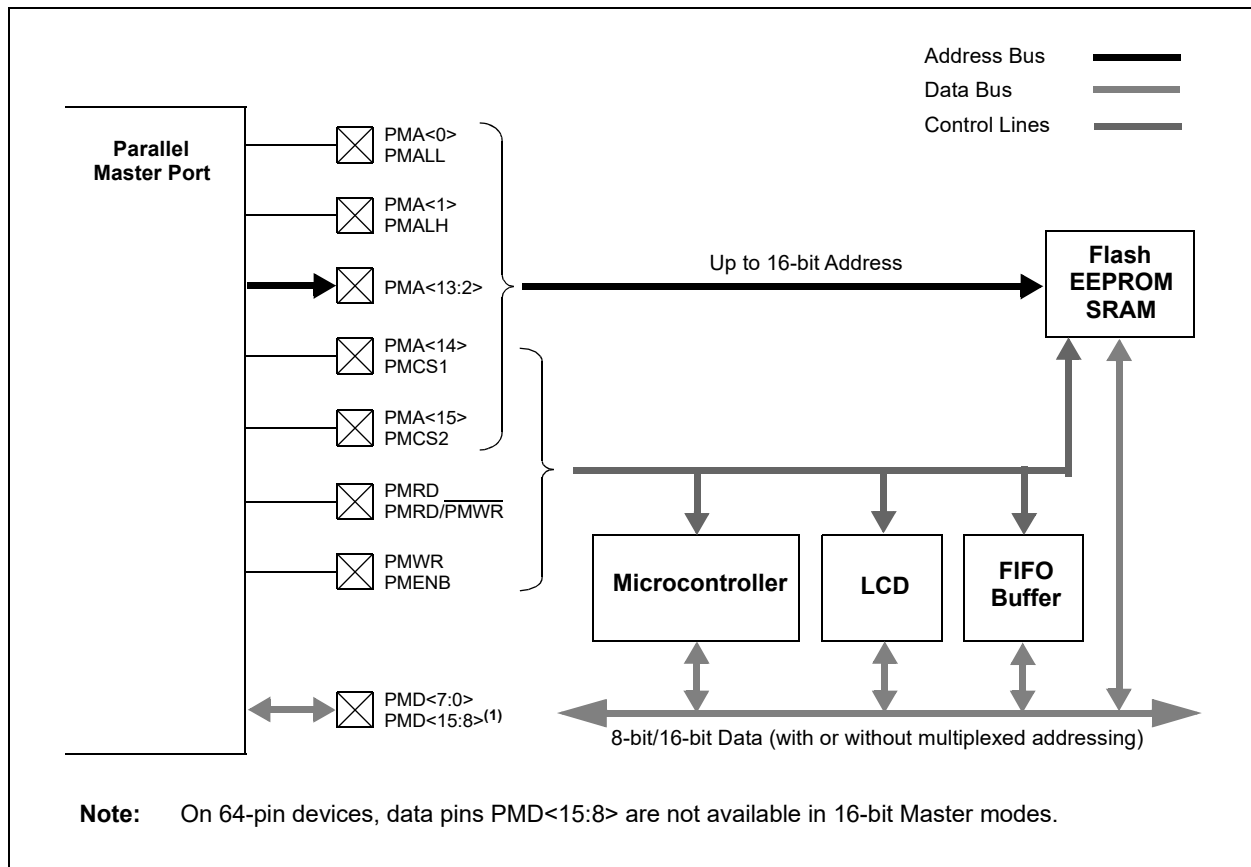 Address Bus
Data Bus
Control Lines
Parallel
Master Port
PMA<0>
PMALL
PMA<1>
PMALH
PMA<13:2>
PMA<14>
PMCS1
PMA<15>
PMCS2
PMRD
PMRD/PMWR
PMWR
PMENB
PMD<7:0>
PMD<15:8>(1)
Up to 16-bit Address
Flash
EEPROM
SRAM
Microcontroller
LCD
FIFO
Buffer
8-bit/16-bit Data (with or without multiplexed addressing)
Note: On 64-pin devices, data pins PMD<15:8> are not available in 16-bit Master modes.